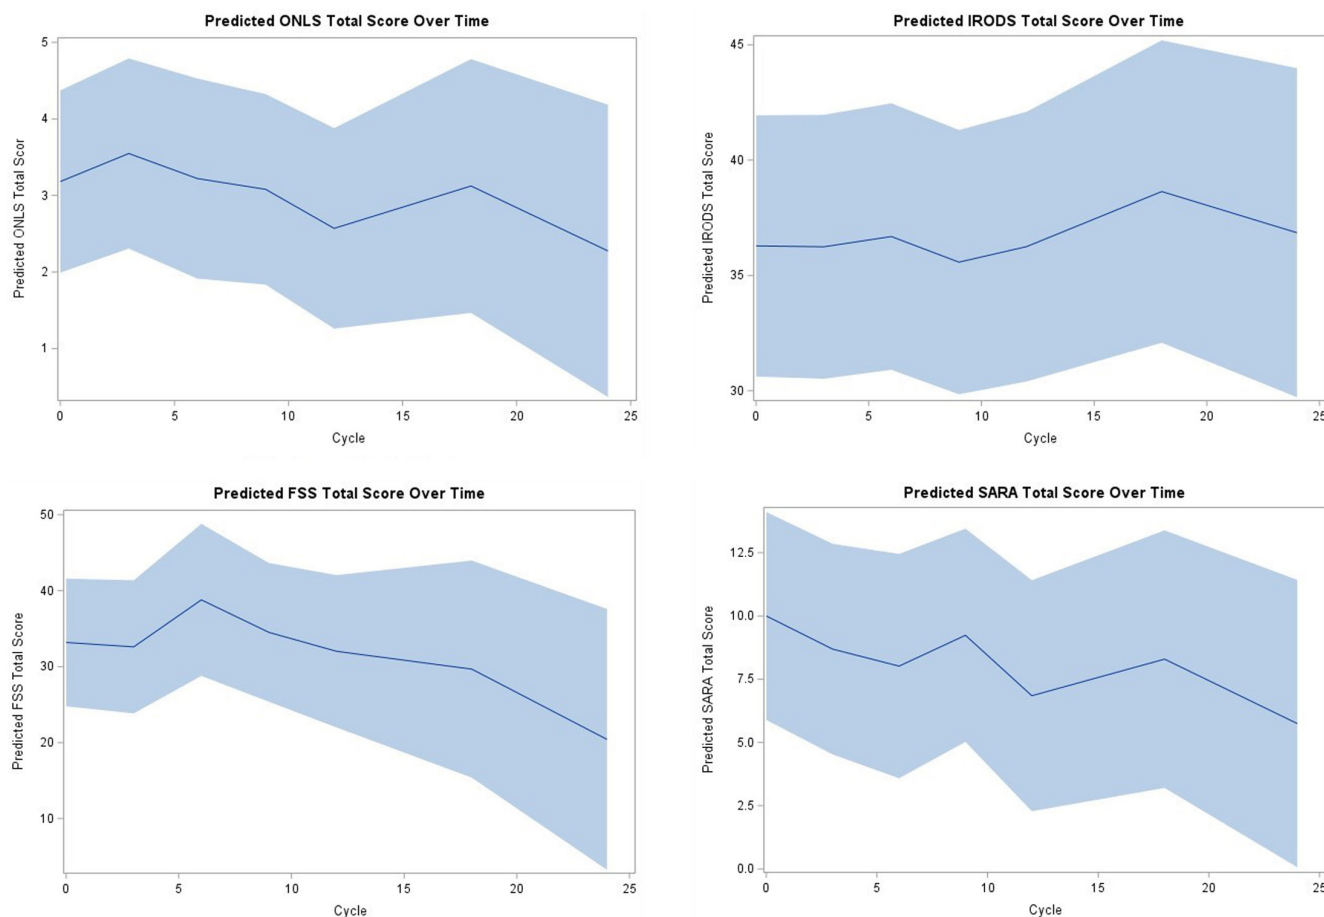 Predicted ONLS Total Score Over Time
5
4
3
2
1
Predicted ONLS Total Scor
0 5 10 15 20 25
Cycle
Predicted IRODS Total Score Over Time
45
40
35
30
Predicted IRODS Total Score
0 5 10 15 20 25
Cycle
Predicted FSS Total Score Over Time
50
40
30
20
10
Predicted FSS Total Score
0 5 10 15 20 25
Cycle
Predicted SARA Total Score Over Time
12.5
10.0
7.5
5.0
2.5
0.0
Predicted SARA Total Score
0 5 10 15 20 25
Cycle